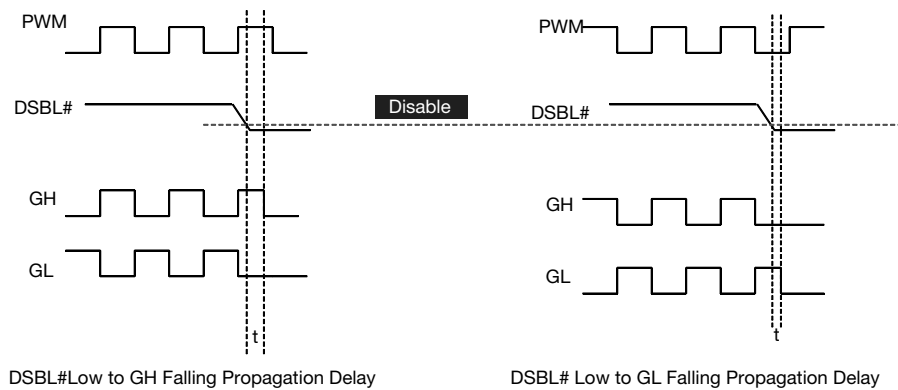 PWM
DSBL#
GH
GL
t
DSBL#Low to GH Falling Propagation Delay
Disable
PWM
DSBL#
GH
GL
t
DSBL# Low to GL Falling Propagation Delay